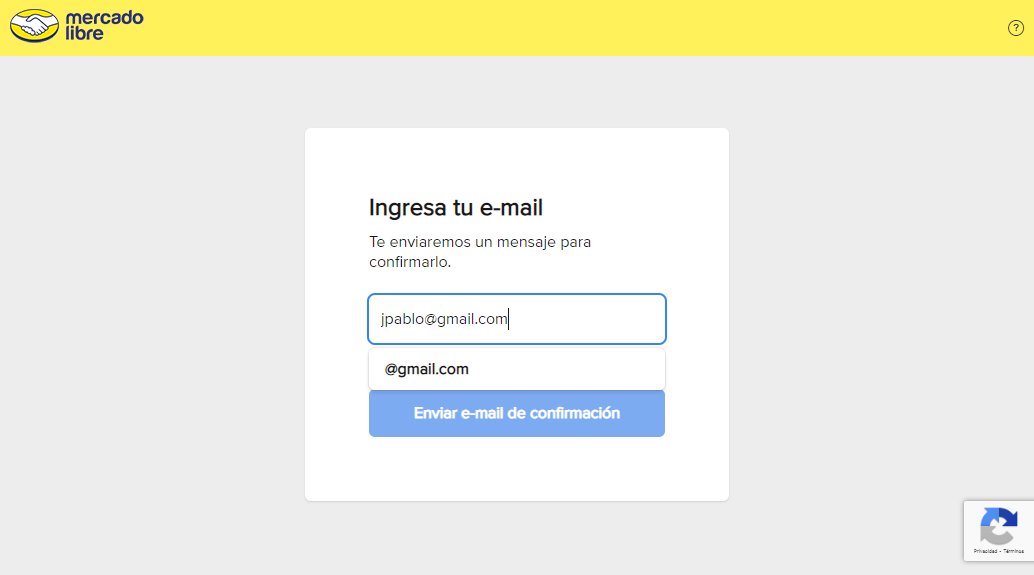 mercado
libre
?
Ingresa tu e-mail
Te enviaremos un mensaje para
confirmarlo.
jpablo@gmail.com
@gmail.com
Enviar e-mail de confirmación
Privacidad - Términos